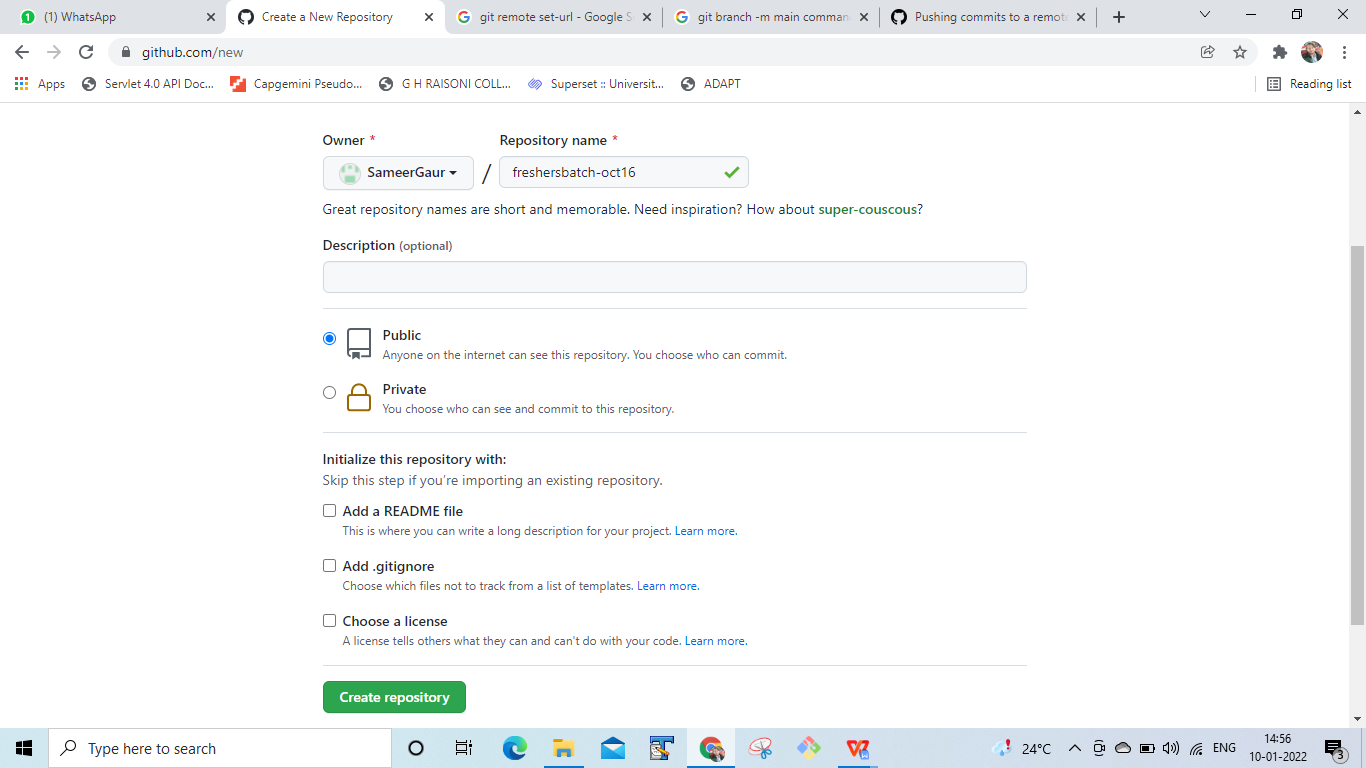 (1) WhatsApp
Create a New Repository
git remote set-url - Google S
git branch -m main comman
Pushing commits to a remot
github.com/new
Apps
Servlet 4.0 API Doc...
Capgemini Pseudo...
G H RAISONI COLL...
Superset :: Universit...
ADAPT
Reading list
Owner * Repository name *
SameerGaur / freshersbatch-oct16
Great repository names are short and memorable. Need inspiration? How about super-couscous?
Description (optional)
Public
Anyone on the internet can see this repository. You choose who can commit.
Private
You choose who can see and commit to this repository.
Initialize this repository with:
Skip this step if you're importing an existing repository.
Add a README file
This is where you can write a long description for your project. Learn more.
Add .gitignore
Choose which files not to track from a list of templates. Learn more.
Choose a license
A license tells others what they can and can't do with your code. Learn more.
Create repository
Type here to search
24°C
ENG
14:56
10-01-2022
3